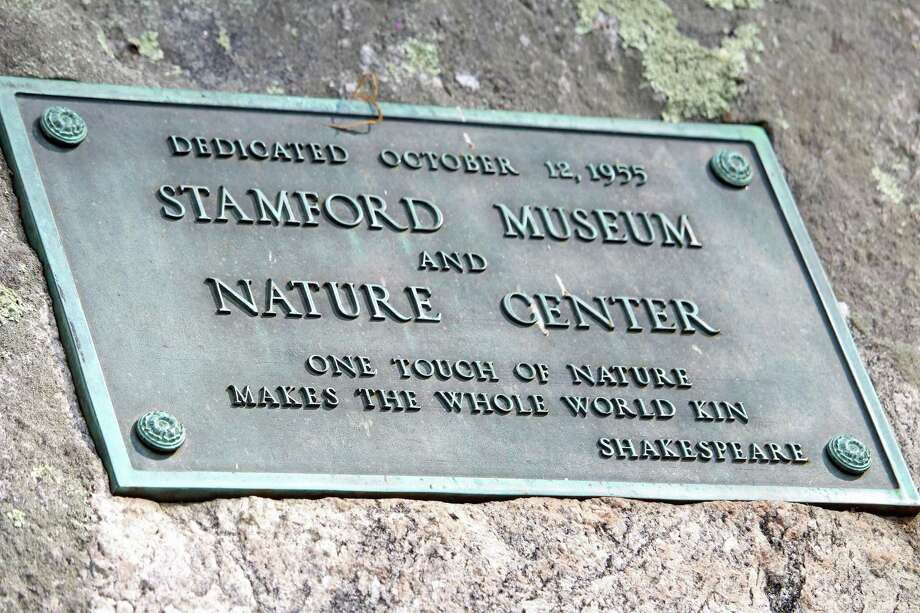 DEDICATED OCTOBER 12, 1955
STAMFORD MUSEUM
AND
NATURE CENTER
ONE TOUCH OF NATURE
MAKES THE WHOLE WORLD KIN
SHAKESPEARE